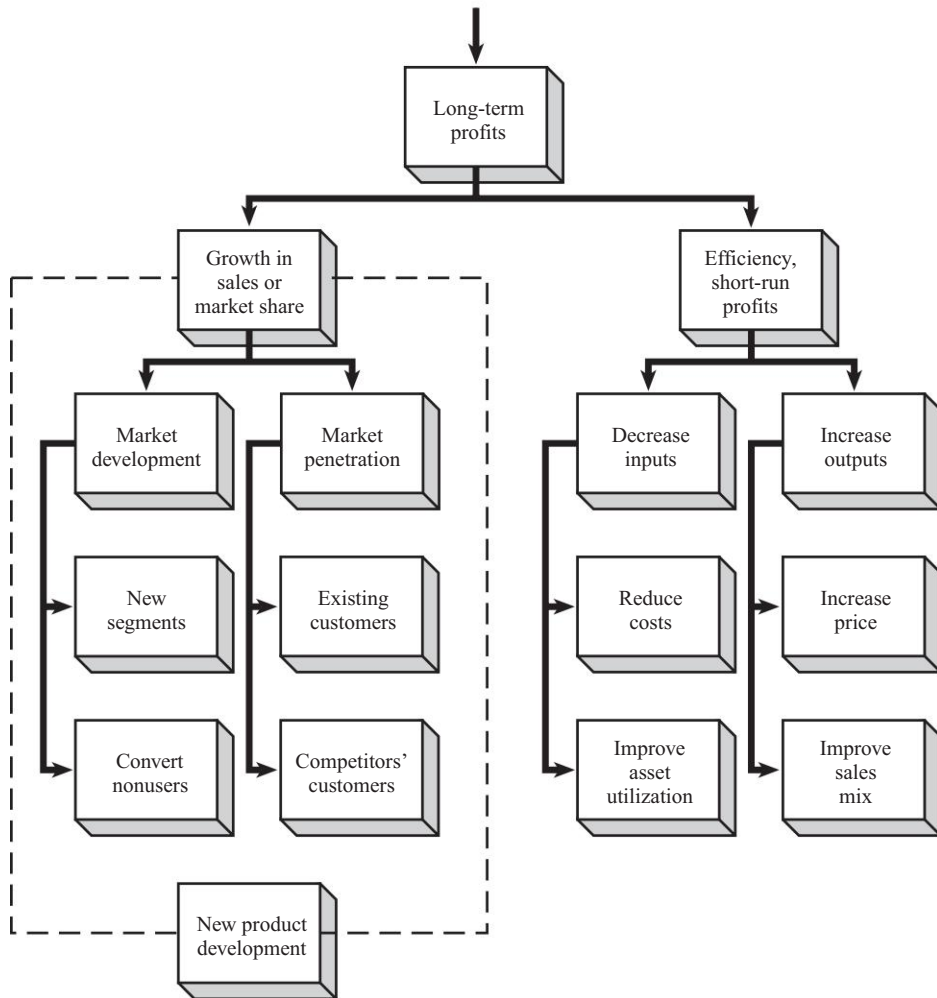 Long-term
profits
Growth in
sales or
market share
Efficiency,
short-run
profits
Market
development
Market
penetration
Decrease
inputs
Increase
outputs
New
segments
Existing
customers
Reduce
costs
Increase
price
Convert
nonusers
Competitors’
customers
Improve
asset
utilization
Improve
sales
mix
New product
development